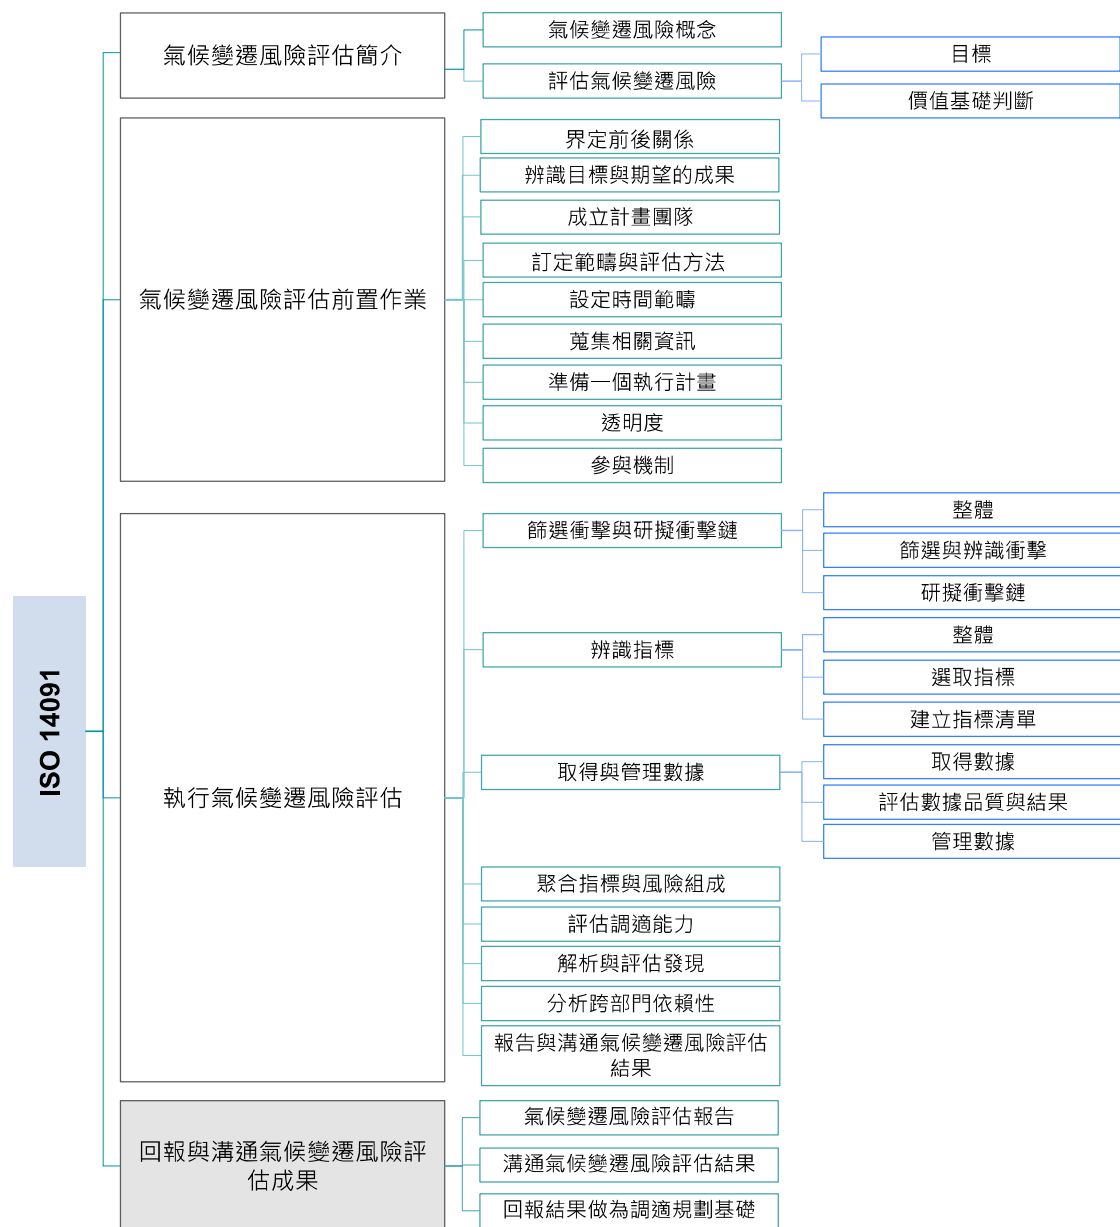 ISO 14091
氣候變遷風險評估簡介
氣候變遷風險概念
評估氣候變遷風險
目標
價值基礎判斷
氣候變遷風險評估前置作業
界定前後關係
辨識目標與期望的成果
成立計畫團隊
訂定範疇與評估方法
設定時間範疇
蒐集相關資訊
準備一個執行計畫
透明度
參與機制
執行氣候變遷風險評估
篩選衝擊與研擬衝擊鏈
整體
篩選與辨識衝擊
研擬衝擊鏈
辨識指標
整體
選取指標
建立指標清單
取得與管理數據
取得數據
評估數據品質與結果
管理數據
聚合指標與風險組成
評估調適能力
解析與評估發現
分析跨部門依賴性
報告與溝通氣候變遷風險評估
結果
回報與溝通氣候變遷風險評
估成果
氣候變遷風險評估報告
溝通氣候變遷風險評估結果
回報結果做為調適規劃基礎